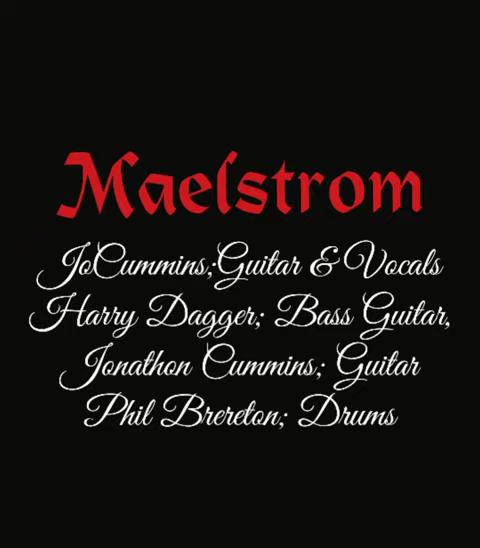 Maelstrom
JoCummins;Guitar & Vocals
Harry Dagger; Bass Guitar,
Jonathon Cummins; Guitar
Phil Brereton; Drums